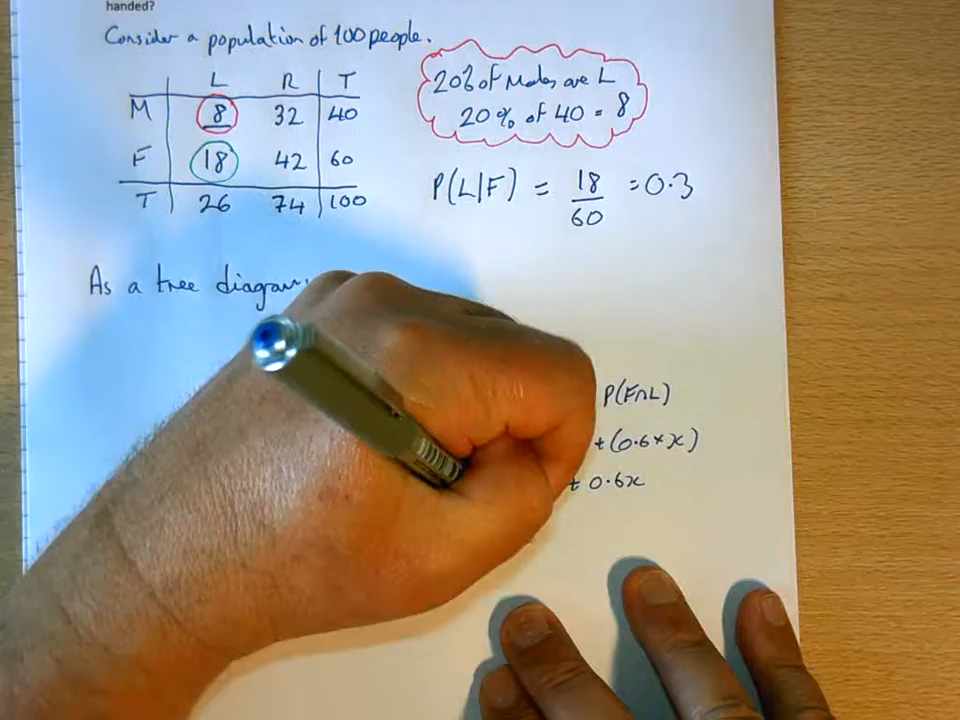 handed?
Consider a population of 100 people.
L R T
M 8 32 40
F 18 42 60
T 26 74 100
20% of Males are L
20% of 40 = 8
P(L|F) = 18/60 = 0.3
As a tree diagram
P(F∩L)
+ (0.6 × x)
+ 0.6x